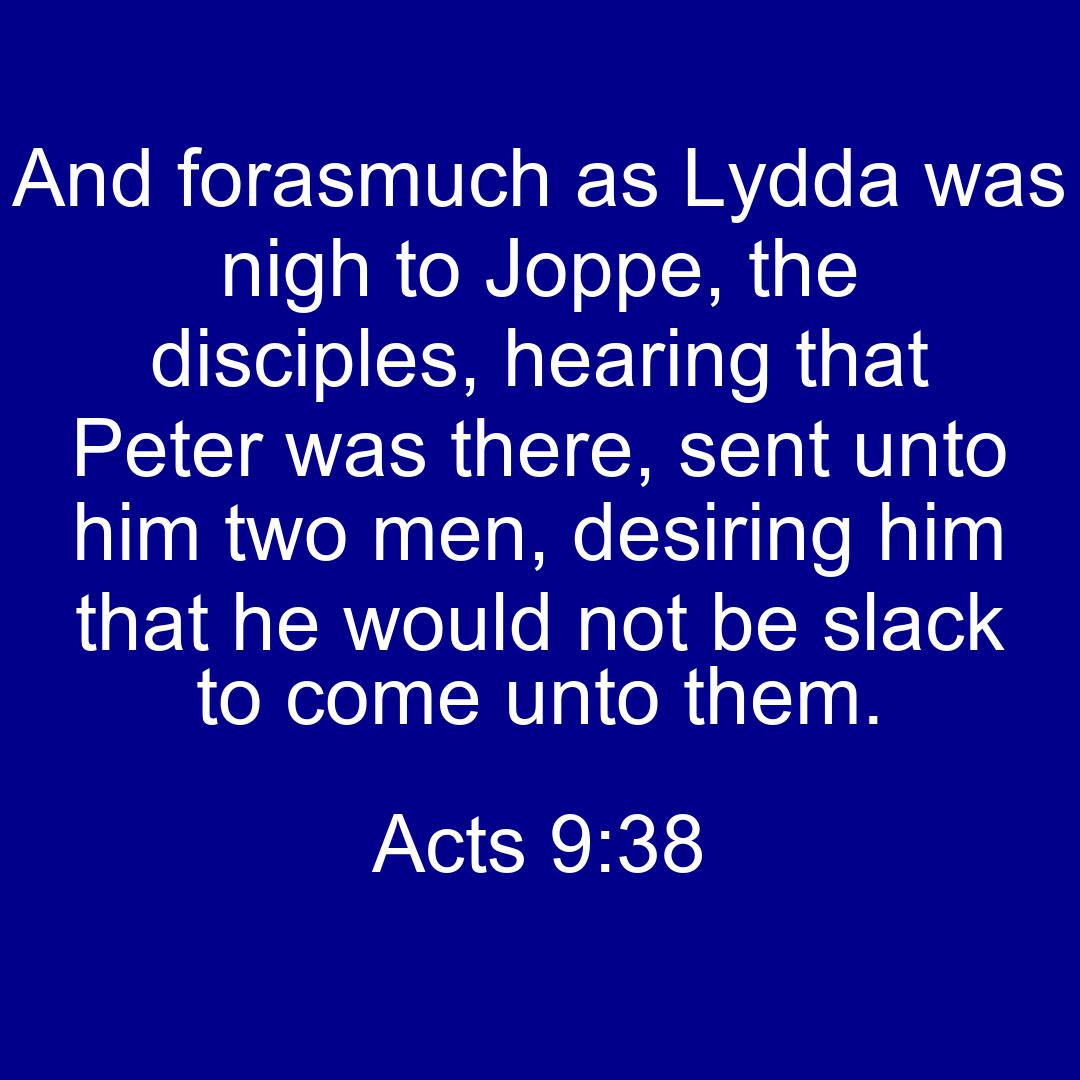 And forasmuch as Lydda was
nigh to Joppe, the
disciples, hearing that
Peter was there, sent unto
him two men, desiring him
that he would not be slack
to come unto them.
Acts 9:38